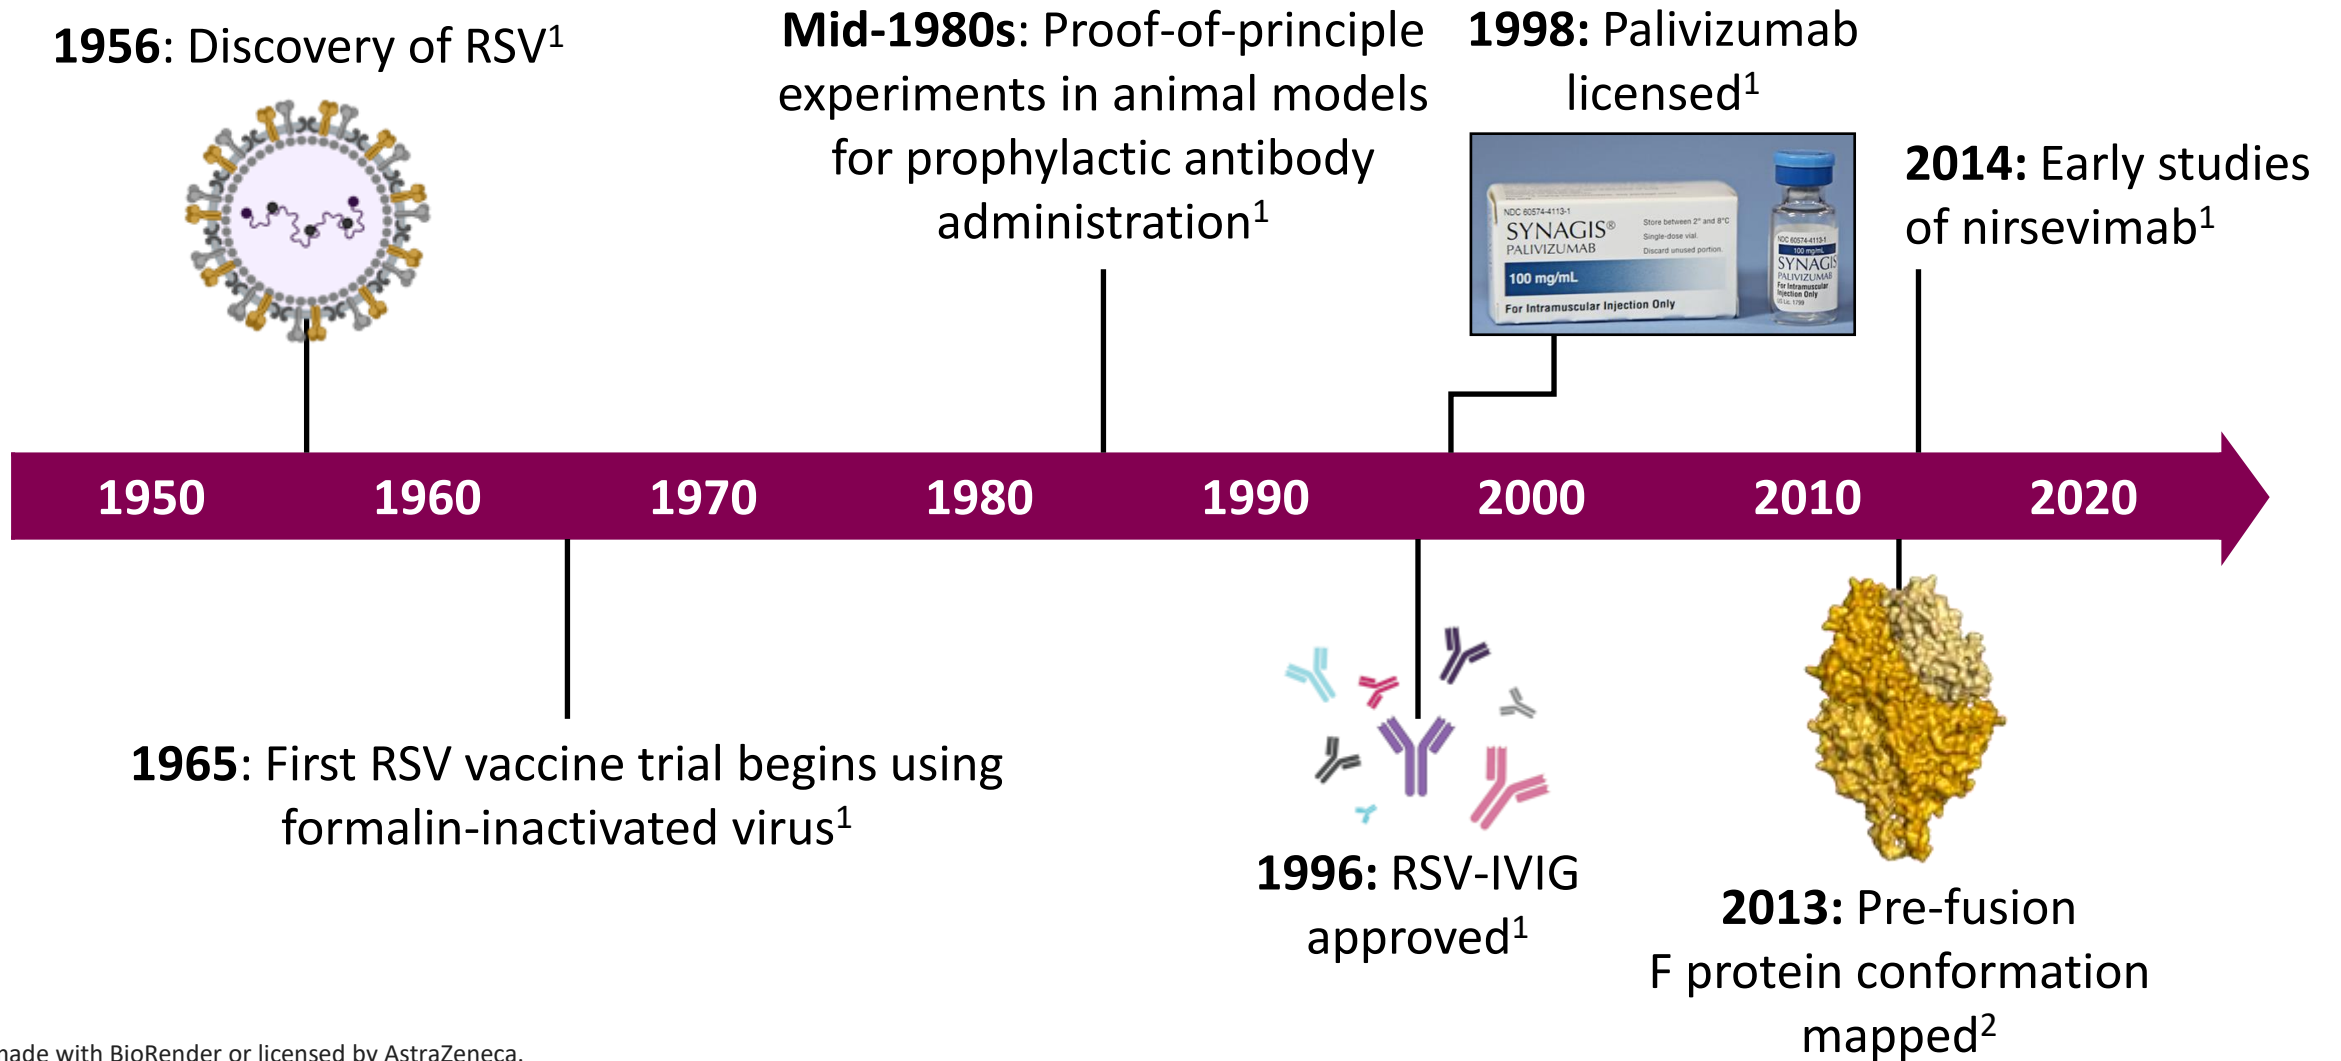 1956: Discovery of RSV1
Mid-1980s: Proof-of-principle
experiments in animal models
for prophylactic antibody
administration1
1998: Palivizumab
licensed1
NDC 60574-4113-1
SYNAGIS®
PALIVIZUMAB
Store between 2° and 8°C
Single-dose vial.
Discard unused portion.
100 mg/mL
For Intramuscular Injection Only
NDC 60574-4113-1
100 mg/mL
SYNAGIS
PALIVIZUMAB
For Intramuscular
Injection Only
2014: Early studies
of nirsevimab1
1950 1960 1970 1980 1990 2000 2010 2020
1965: First RSV vaccine trial begins using
formalin-inactivated virus1
1996: RSV-IVIG
approved1
2013: Pre-fusion
F protein conformation
mapped2
made with BioRender or licensed by AstraZeneca.